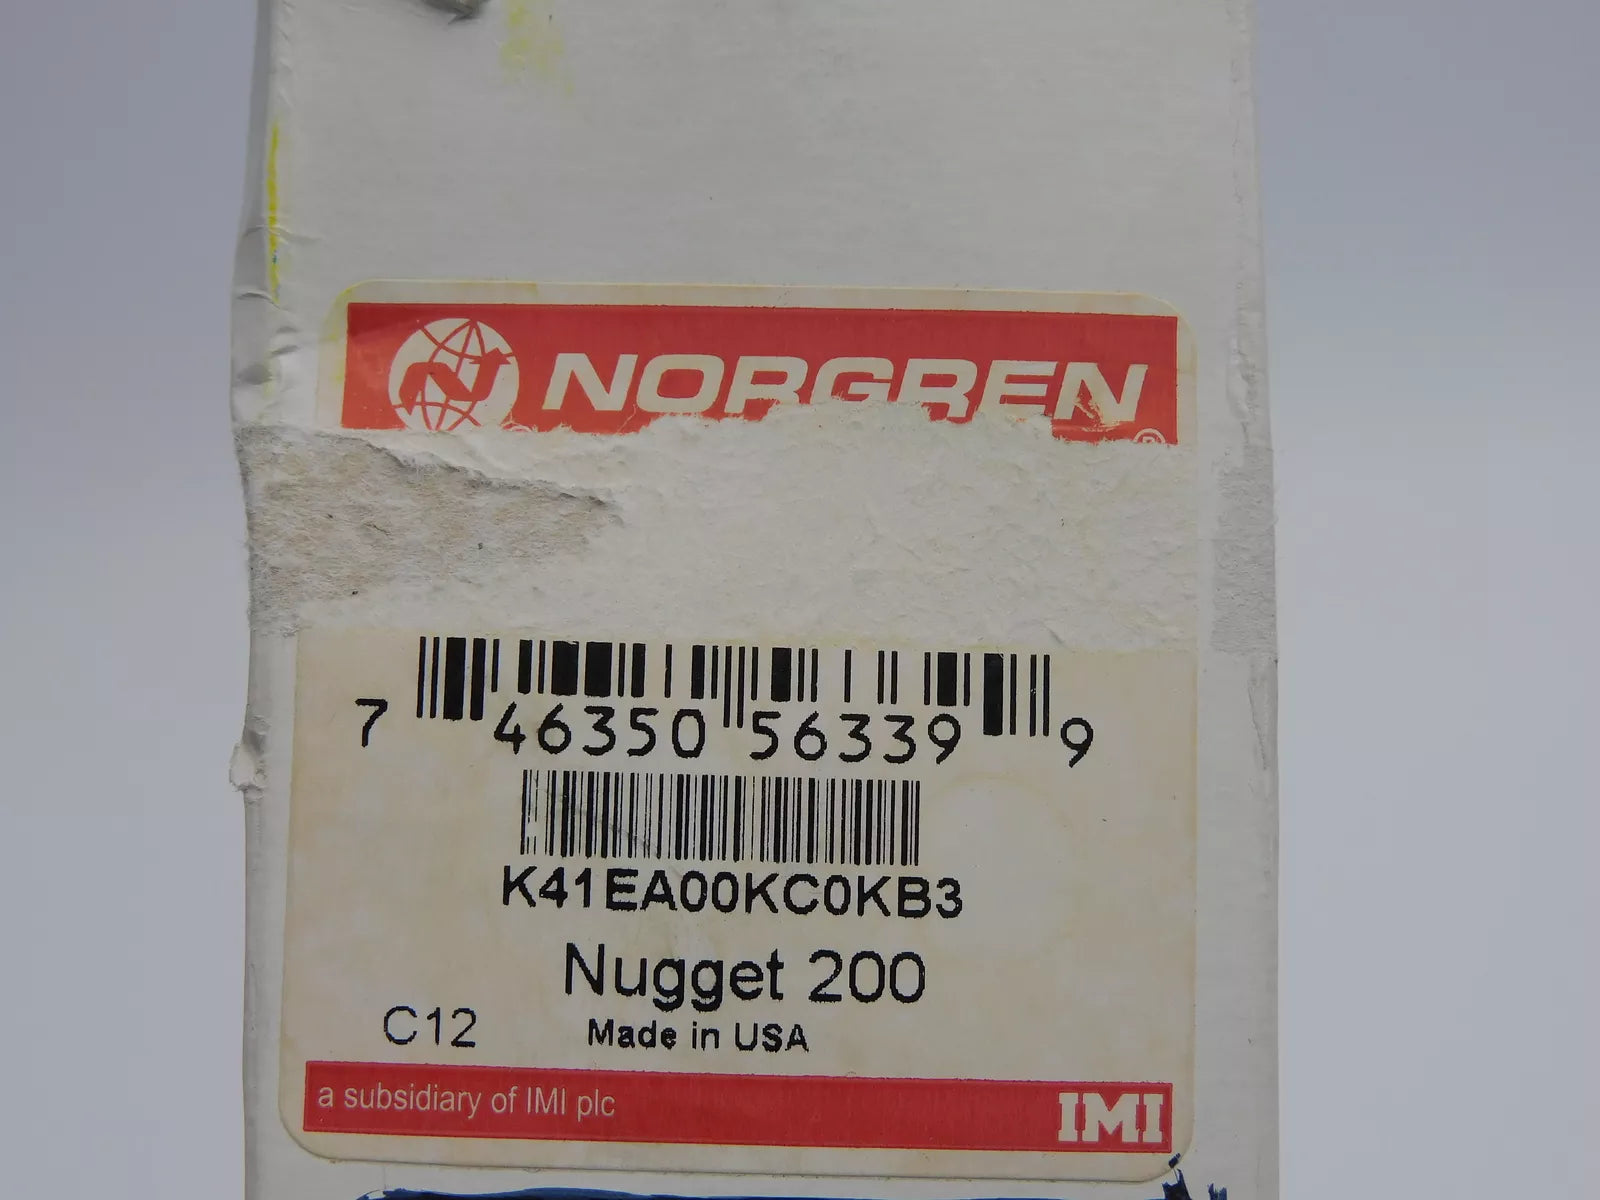 NORGREN
®
7 46350 56339 9
K41EA00KC0KB3
Nugget 200
C12 Made in USA
a subsidiary of IMI plc IMI